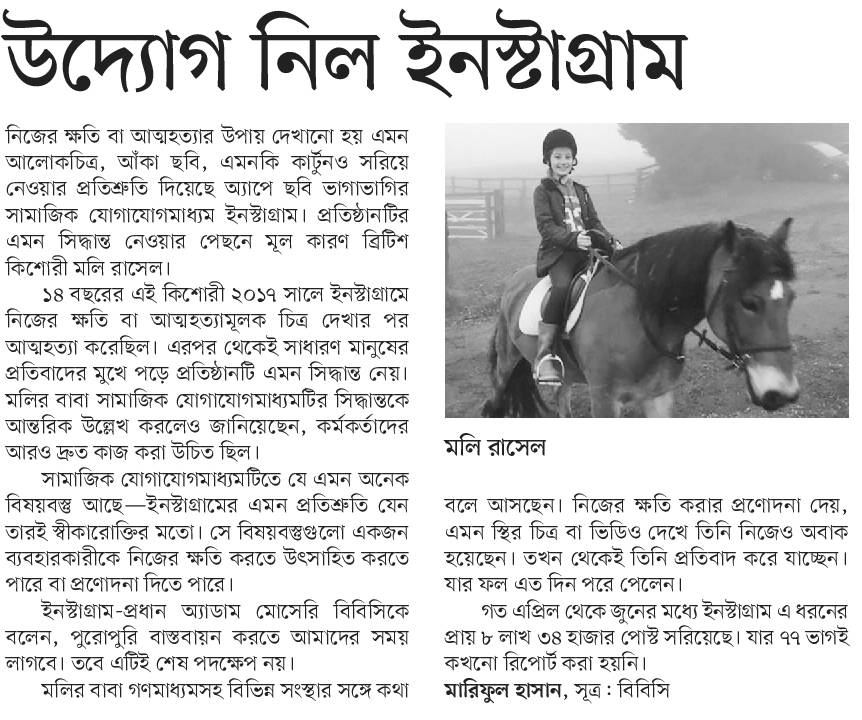 উদ্যোগ নিল ইনস্টাগ্রাম
নিজের ক্ষতি বা আত্মহত্যার উপায় দেখানো হয় এমন
আলোকচিত্র, আঁকা ছবি, এমনকি কার্টুনও সরিয়ে
নেওয়ার প্রতিশ্রুতি দিয়েছে অ্যাপে ছবি ভাগাভাগির
সামাজিক যোগাযোগমাধ্যম ইনস্টাগ্রাম। প্রতিষ্ঠানটির
এমন সিদ্ধান্ত নেওয়ার পেছনে মূল কারণ ব্রিটিশ
কিশোরী মলি রাসেল।
১৪ বছরের এই কিশোরী ২০১৭ সালে ইনস্টাগ্রামে
নিজের ক্ষতি বা আত্মহত্যামূলক চিত্র দেখার পর
আত্মহত্যা করেছিল। এরপর থেকেই সাধারণ মানুষের
প্রতিবাদের মুখে পড়ে প্রতিষ্ঠানটি এমন সিদ্ধান্ত নেয়।
মলির বাবা সামাজিক যোগাযোগমাধ্যমটির সিদ্ধান্তকে
আন্তরিক উল্লেখ করলেও জানিয়েছেন, কর্মকর্তাদের
আরও দ্রুত কাজ করা উচিত ছিল।
সামাজিক যোগাযোগমাধ্যমটিতে যে এমন অনেক
বিষয়বস্তু আছে—ইনস্টাগ্রামের এমন প্রতিশ্রুতি যেন
তারই স্বীকারোক্তির মতো। সে বিষয়বস্তুগুলো একজন
ব্যবহারকারীকে নিজের ক্ষতি করতে উৎসাহিত করতে
পারে বা প্রণোদনা দিতে পারে।
ইনস্টাগ্রাম-প্রধান অ্যাডাম মোসেরি বিবিসিকে
বলেন, পুরোপুরি বাস্তবায়ন করতে আমাদের সময়
লাগবে। তবে এটিই শেষ পদক্ষেপ নয়।
মলির বাবা গণমাধ্যমসহ বিভিন্ন সংস্থার সঙ্গে কথা
মলি রাসেল
বলে আসছেন। নিজের ক্ষতি করার প্রণোদনা দেয়,
এমন স্থির চিত্র বা ভিডিও দেখে তিনি নিজেও অবাক
হয়েছেন। তখন থেকেই তিনি প্রতিবাদ করে যাচ্ছেন।
যার ফল এত দিন পরে পেলেন।
গত এপ্রিল থেকে জুনের মধ্যে ইনস্টাগ্রাম এ ধরনের
প্রায় ৮ লাখ ৩৪ হাজার পোস্ট সরিয়েছে। যার ৭৭ ভাগই
কখনো রিপোর্ট করা হয়নি।
মারিফুল হাসান, সূত্র : বিবিসি